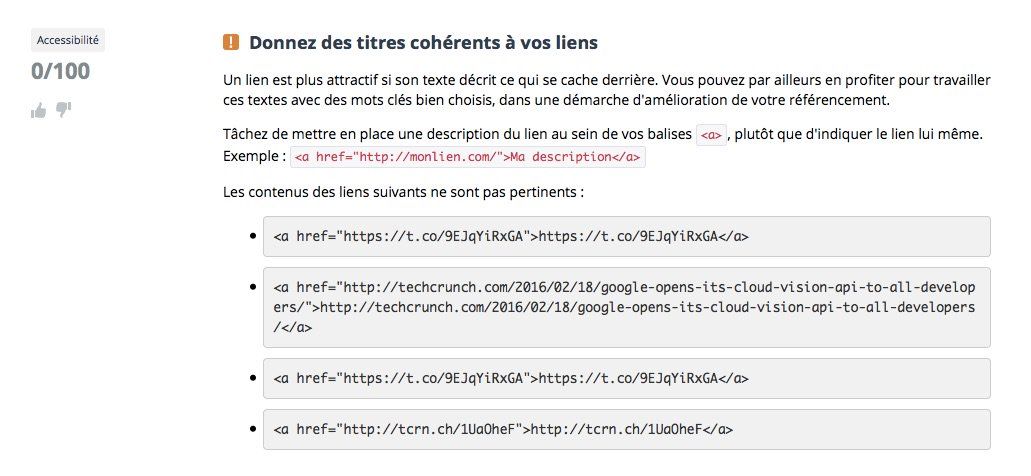 Accessibilité
0/100
Donnez des titres cohérents à vos liens
Un lien est plus attractif si son texte décrit ce qui se cache derrière. Vous pouvez par ailleurs en profiter pour travailler
ces textes avec des mots clés bien choisis, dans une démarche d'amélioration de votre référencement.
Tâchez de mettre en place une description du lien au sein de vos balises <a>, plutôt que d'indiquer le lien lui même.
Exemple : <a href="http://monlien.com/">Ma description</a>
Les contenus des liens suivants ne sont pas pertinents :
<a href="https://t.co/9EJqYiRxGA">https://t.co/9EJqYiRxGA</a>
<a href="http://techcrunch.com/2016/02/18/google-opens-its-cloud-vision-api-to-all-develop
ers/">http://techcrunch.com/2016/02/18/google-opens-its-cloud-vision-api-to-all-developers
/</a>
<a href="https://t.co/9EJqYiRxGA">https://t.co/9EJqYiRxGA</a>
<a href="http://tcrn.ch/1UaOheF">http://tcrn.ch/1UaOheF</a>